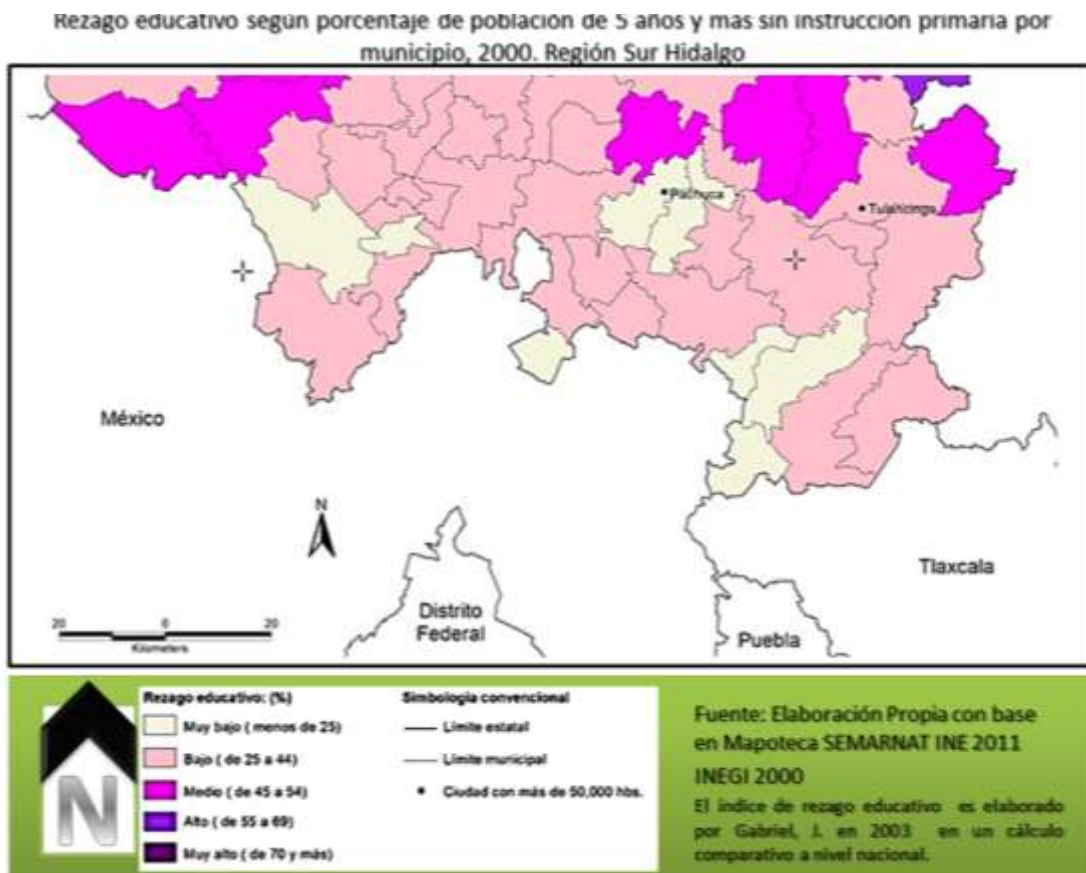 Rezago educativo según porcentaje de población de 5 años y más sin instrucción primaria por
municipio, 2000. Región Sur Hidalgo
Pachuca
Tulancingo
México
N
Tlaxcala
Distrito
Federal
Puebla
20 0 20
Kilometers
N
Rezago educativo: (%)
Muy bajo ( menos de 25)
Bajo ( de 25 a 44)
Medio ( de 45 a 54)
Alto ( de 55 a 69)
Muy alto ( de 70 y más)
Simbología convencional
Límite estatal
Límite municipal
Ciudad con más de 50,000 hbs.
Fuente: Elaboración Propia con base
en Mapoteca SEMARNAT INE 2011
INEGI 2000
El índice de rezago educativo es elaborado
por Gabriel, J. en 2003 en un cálculo
comparativo a nivel nacional.